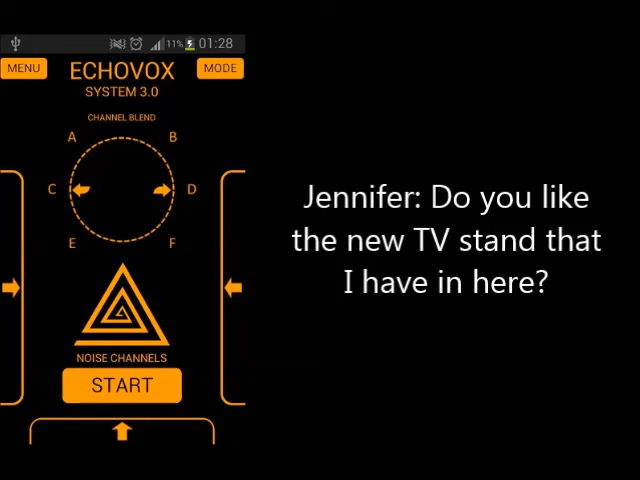 11% 01:28
MENU
ECHOVOX
MODE
SYSTEM 3.0
CHANNEL BLEND
A B
C D
E F
NOISE CHANNELS
START
Jennifer: Do you like
the new TV stand that
I have in here?